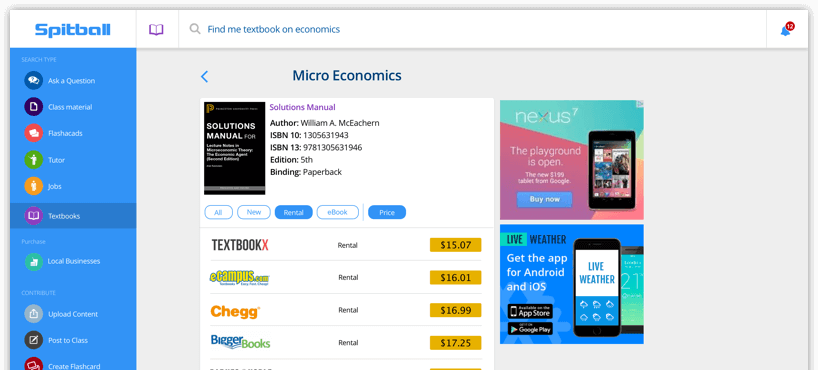 Spitball
Find me textbook on economics
12
SEARCH TYPE
Ask a Question
Class material
Flashacads
Tutor
Jobs
Textbooks
Purchase
Local Businesses
CONTRIBUTE
Upload Content
Post to Class
Create Flashcard
Micro Economics
SOLUTIONS
MANUAL FOR
Lecture Notes in
Microeconomic Theory:
The Economic Agent
(Second Edition)
Solutions Manual
Author: William A. McEachern
ISBN 10: 1305631943
ISBN 13: 9781305631946
Edition: 5th
Binding: Paperback
All New Rental eBook Price
TEXTBOOKX Rental $15.07
eCampus.com Rental $16.01
Chegg Rental $16.99
BiggerBooks Rental $17.25
nexus 7
The playground
is open.
The new $199
tablet from Google.
Buy now
LIVE WEATHER
Get the app
for Android
and iOS
Available on the
App Store
GET IT ON
Google Play
LIVE
WEATHER